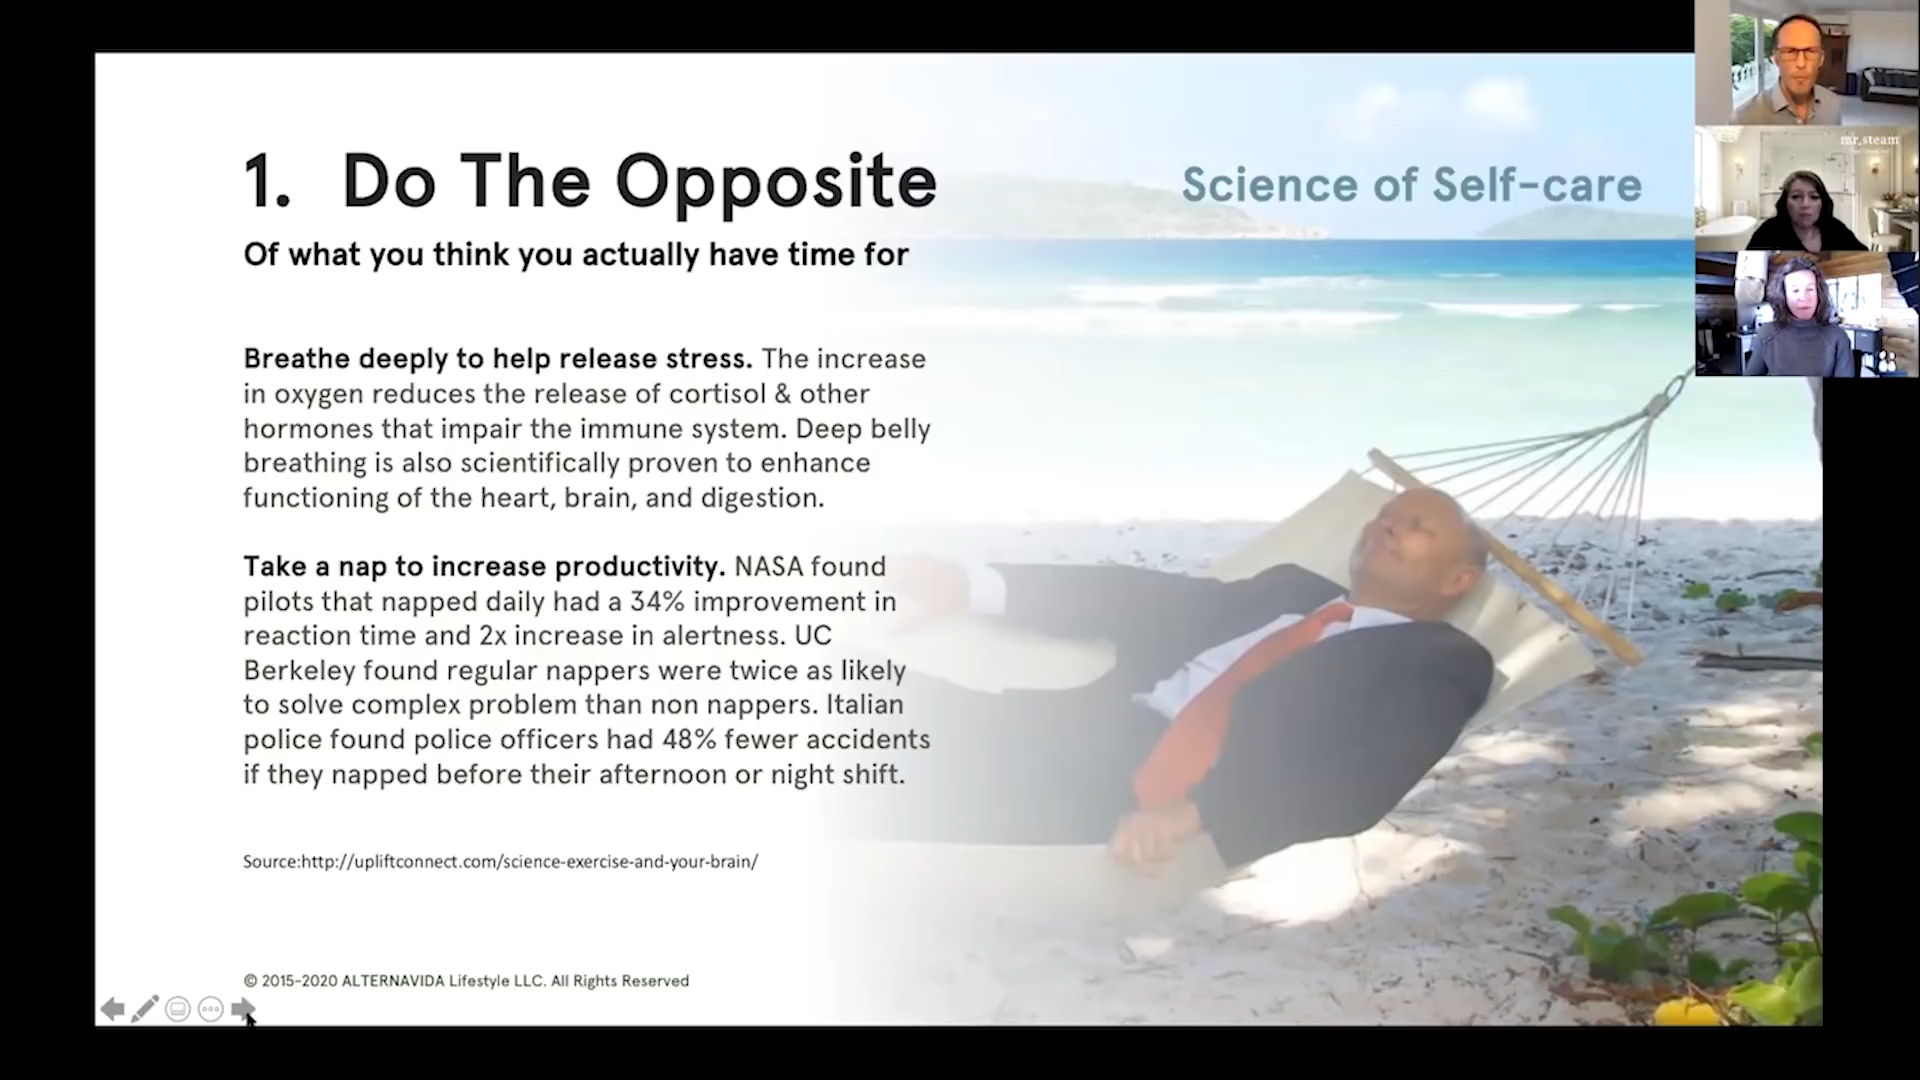 1. Do The Opposite
Science of Self-care
Of what you think you actually have time for
Breathe deeply to help release stress. The increase
in oxygen reduces the release of cortisol & other
hormones that impair the immune system. Deep belly
breathing is also scientifically proven to enhance
functioning of the heart, brain, and digestion.
Take a nap to increase productivity. NASA found
pilots that napped daily had a 34% improvement in
reaction time and 2x increase in alertness. UC
Berkeley found regular nappers were twice as likely
to solve complex problem than non nappers. Italian
police found police officers had 48% fewer accidents
if they napped before their afternoon or night shift.
Source:http://upliftconnect.com/science-exercise-and-your-brain/
© 2015-2020 ALTERNAVIDA Lifestyle LLC. All Rights Reserved
mr.steam